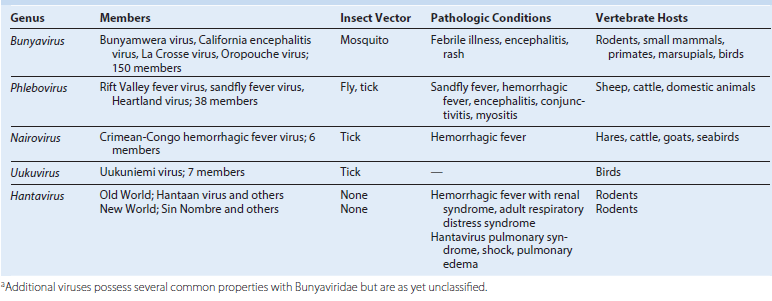 Genus Members Insect Vector Pathologic Conditions Vertebrate Hosts
Bunyavirus Bunyamwera virus, California encephalitis Mosquito Febrile illness, encephalitis, Rodents, small mammals,
virus, La Crosse virus, Oropouche virus; rash primates, marsupials, birds
150 members
Phlebovirus Rift Valley fever virus, sandfly fever virus, Fly, tick Sandfly fever, hemorrhagic Sheep, cattle, domestic animals
Heartland virus; 38 members fever, encephalitis, conjunc-
tivitis, myositis
Nairovirus Crimean-Congo hemorrhagic fever virus; 6 Tick Hemorrhagic fever Hares, cattle, goats, seabirds
members
Uukuvirus Uukuniemi virus; 7 members Tick — Birds
Hantavirus Old World; Hantaan virus and others None Hemorrhagic fever with renal Rodents
New World; Sin Nombre and others None syndrome, adult respiratory Rodents
distress syndrome
Hantavirus pulmonary syn-
drome, shock, pulmonary
edema
aAdditional viruses possess several common properties with Bunyaviridae but are as yet unclassified.